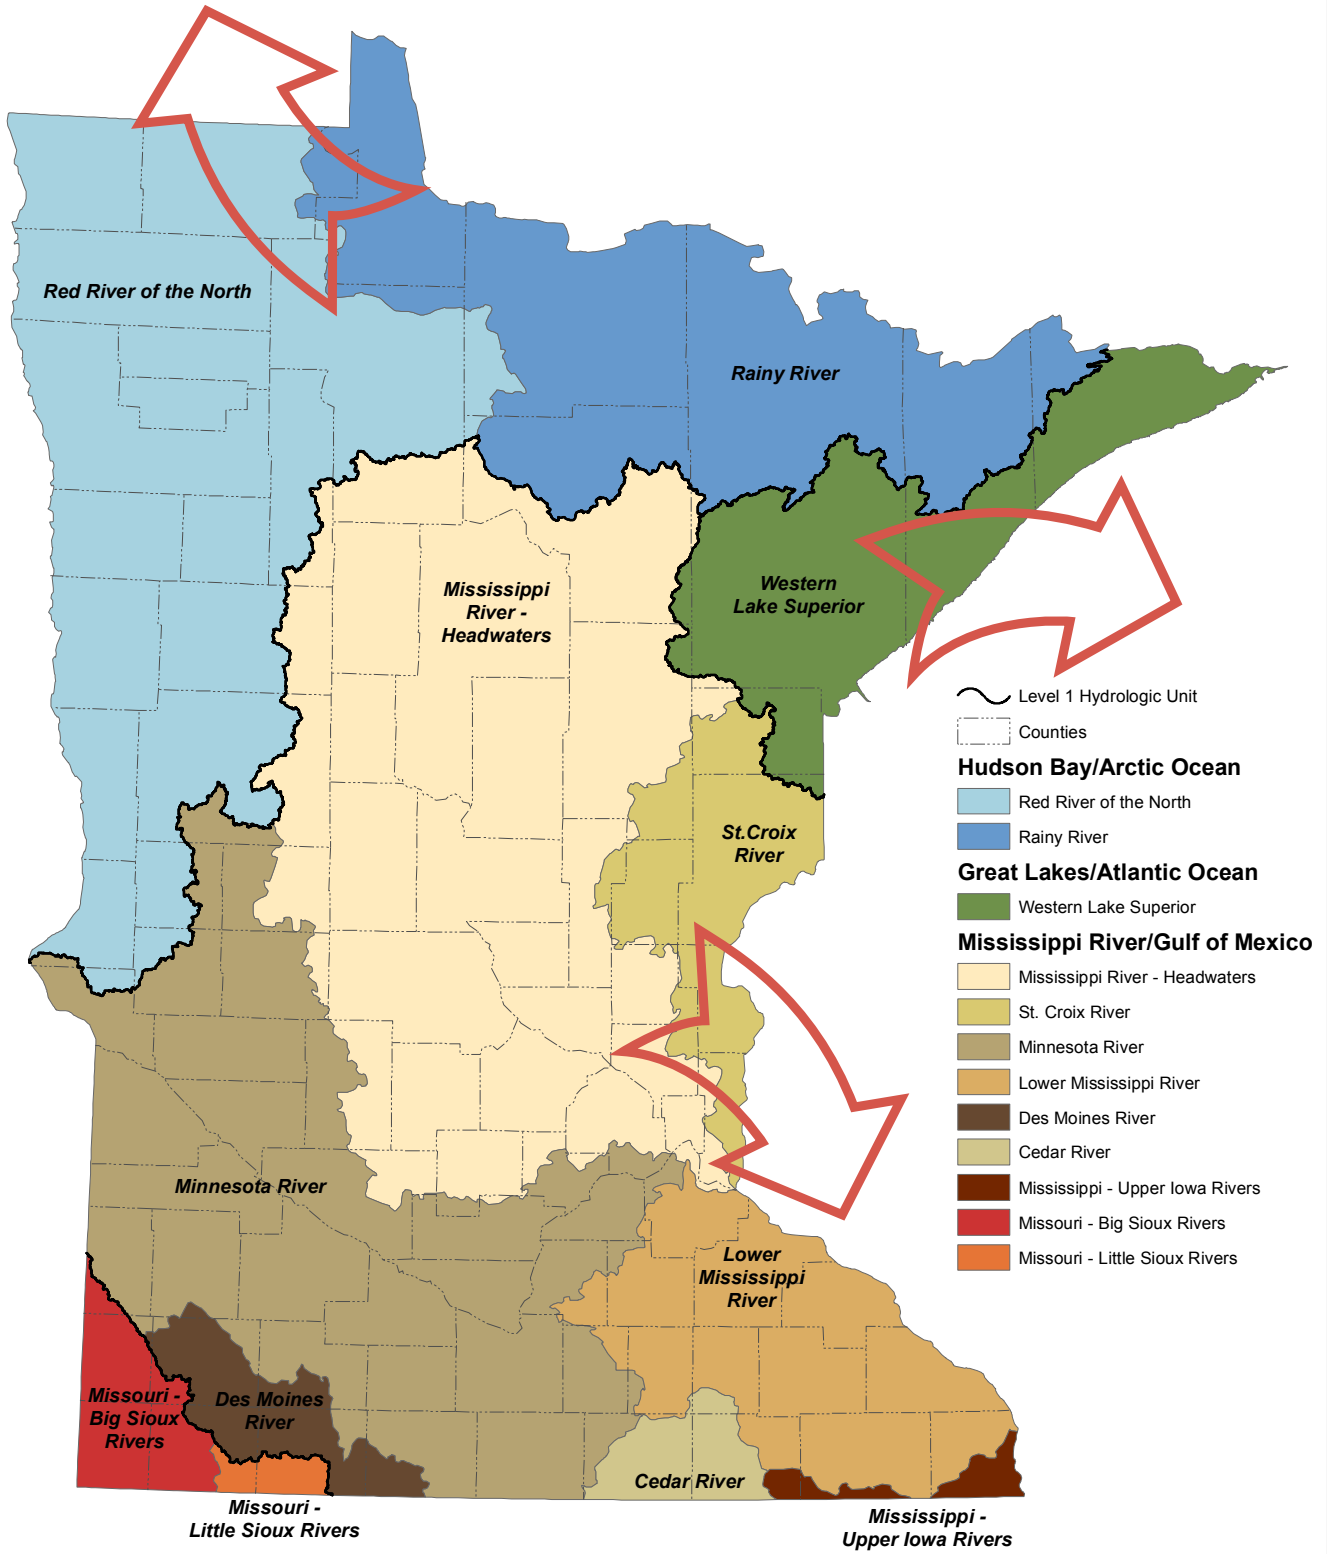 Red River of the North
Rainy River
Mississippi
River -
Headwaters
Western
Lake Superior
St.Croix
River
Minnesota River
Lower
Mississippi
River
Missouri -
Big Sioux
Rivers
Des Moines
River
Cedar River
Missouri -
Little Sioux Rivers
Mississippi -
Upper Iowa Rivers
Level 1 Hydrologic Unit
Counties
Hudson Bay/Arctic Ocean
Red River of the North
Rainy River
Great Lakes/Atlantic Ocean
Western Lake Superior
Mississippi River/Gulf of Mexico
Mississippi River - Headwaters
St. Croix River
Minnesota River
Lower Mississippi River
Des Moines River
Cedar River
Mississippi - Upper Iowa Rivers
Missouri - Big Sioux Rivers
Missouri - Little Sioux Rivers